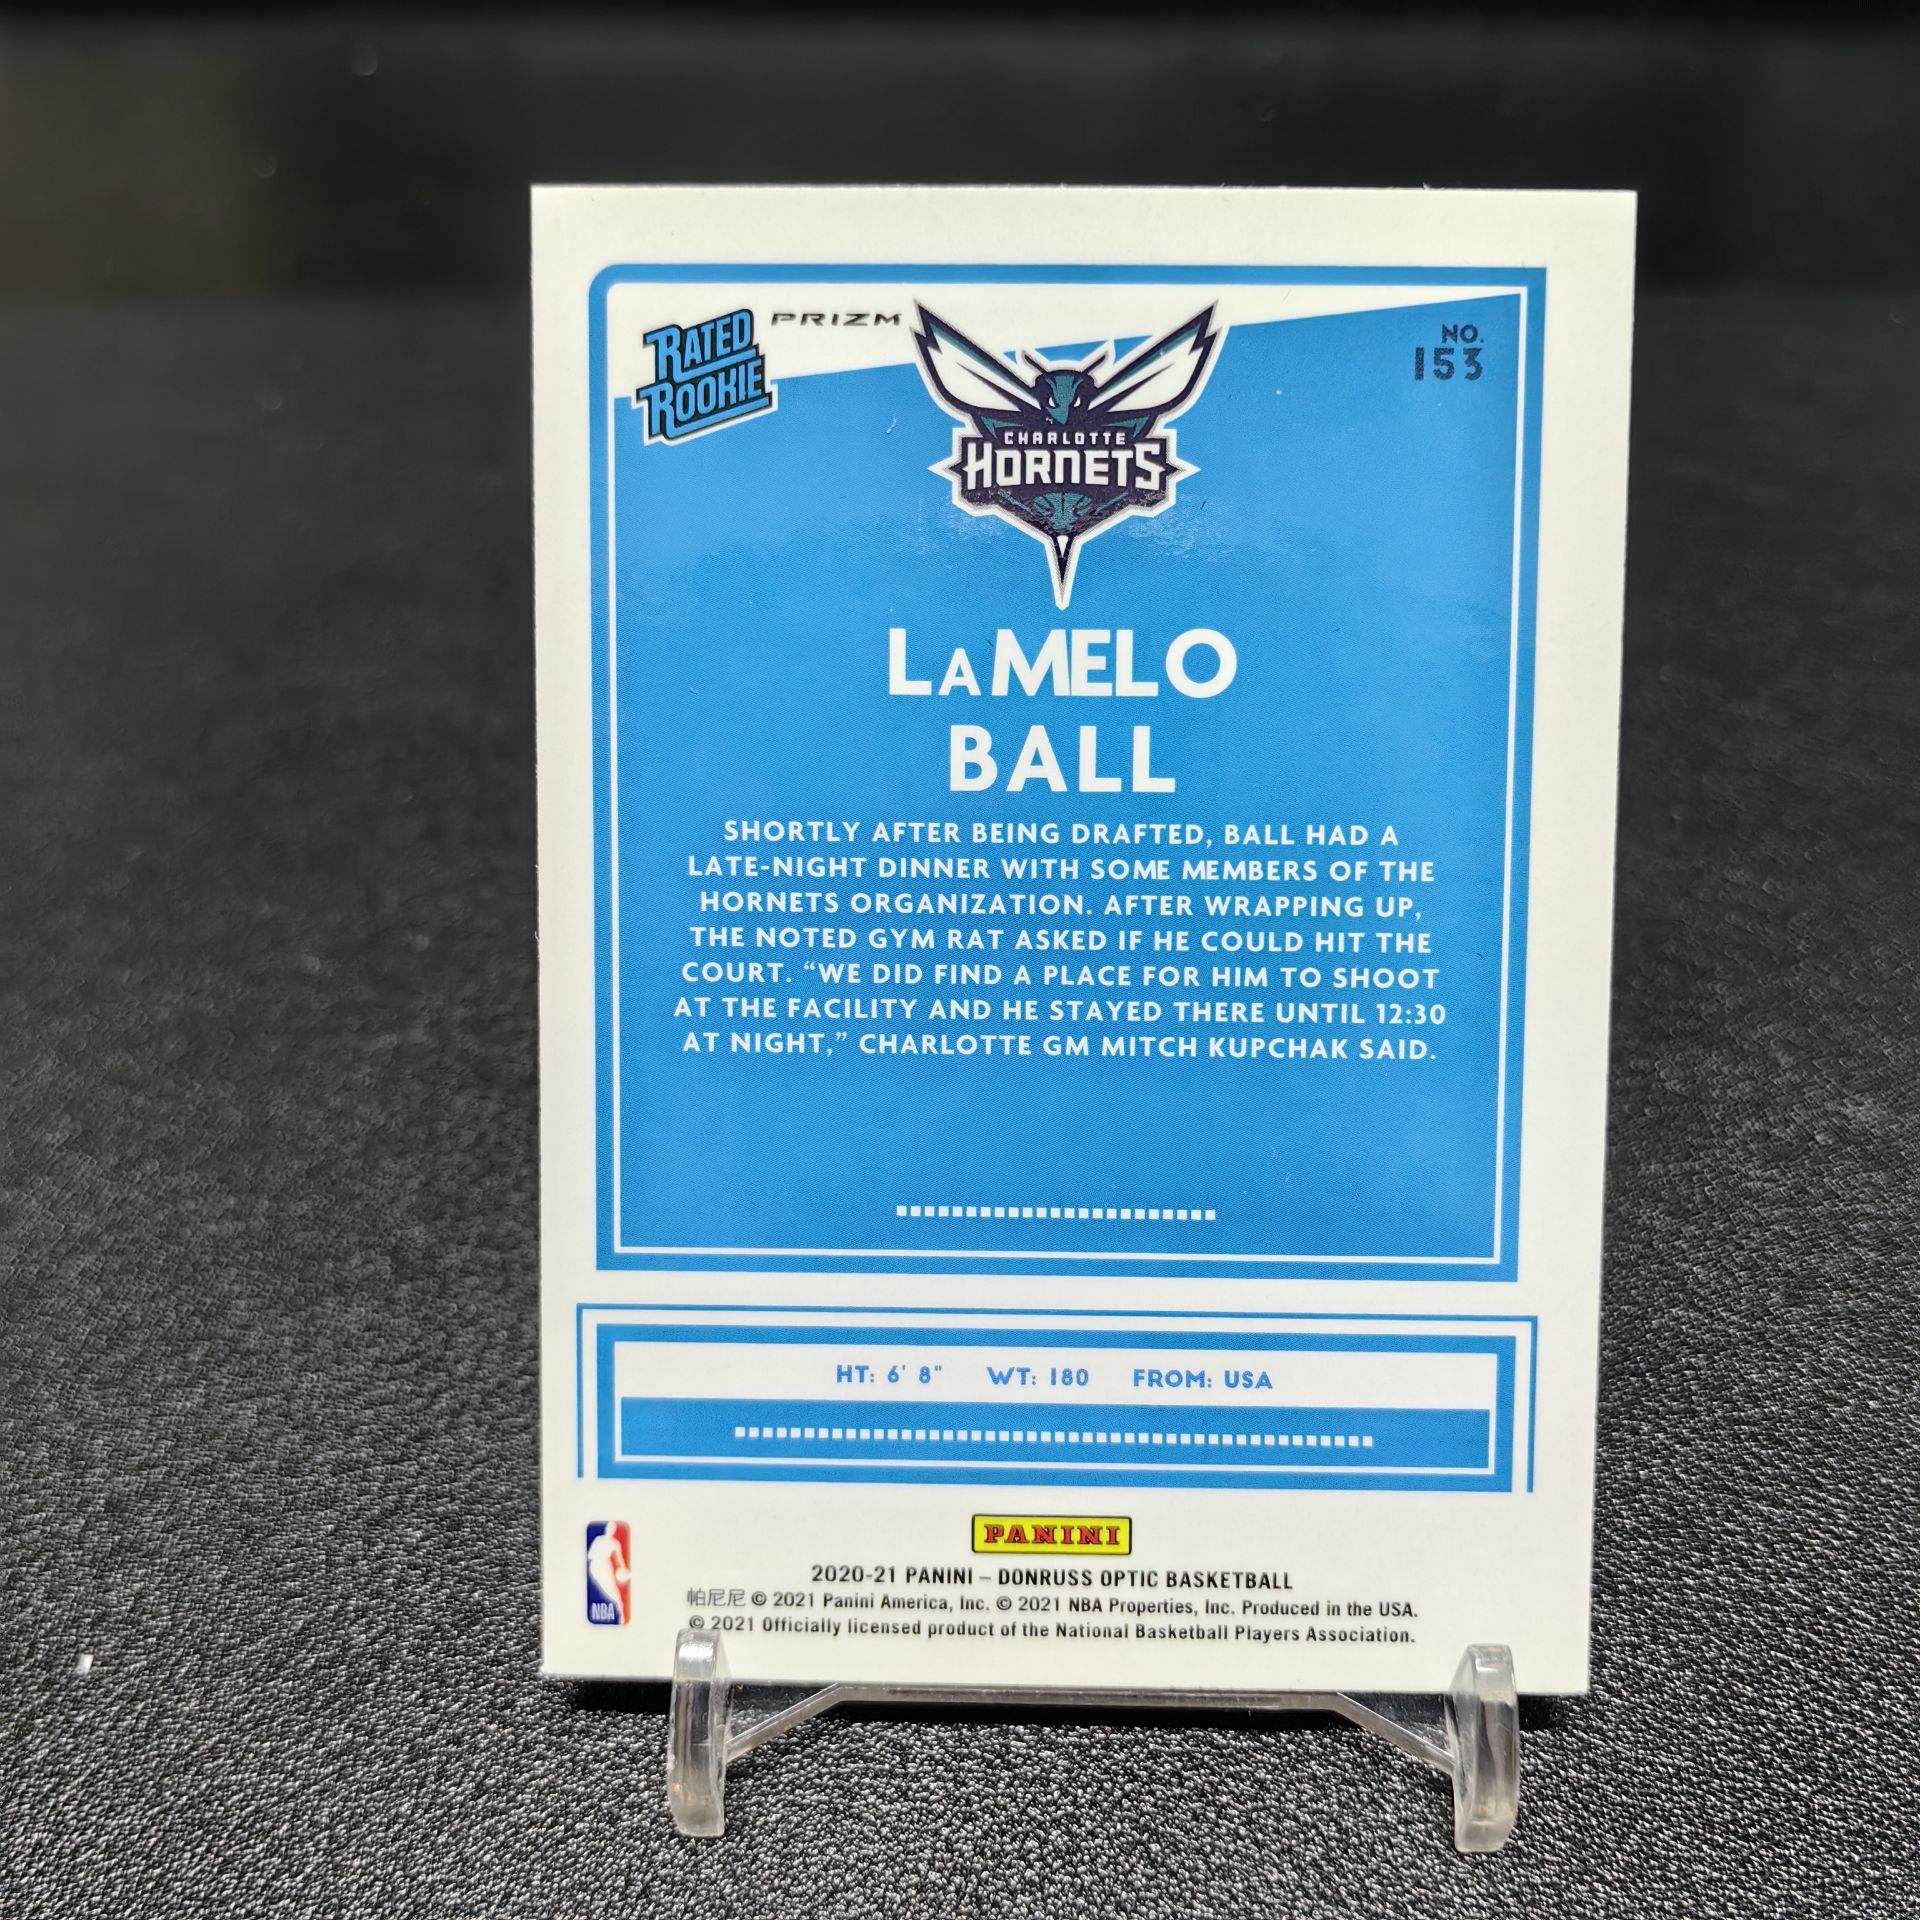 RATED
ROOKIE
PRIZM
NO.
153
CHARLOTTE
HORNETS
LaMELO
BALL
SHORTLY AFTER BEING DRAFTED, BALL HAD A
LATE-NIGHT DINNER WITH SOME MEMBERS OF THE
HORNETS ORGANIZATION. AFTER WRAPPING UP,
THE NOTED GYM RAT ASKED IF HE COULD HIT THE
COURT. “WE DID FIND A PLACE FOR HIM TO SHOOT
AT THE FACILITY AND HE STAYED THERE UNTIL 12:30
AT NIGHT,” CHARLOTTE GM MITCH KUPCHAK SAID.
HT: 6' 8" WT: 180 FROM: USA
PANINI
NBA
2020-21 PANINI – DONRUSS OPTIC BASKETBALL
帕尼尼 © 2021 Panini America, Inc. © 2021 NBA Properties, Inc. Produced in the USA.
© 2021 Officially licensed product of the National Basketball Players Association.